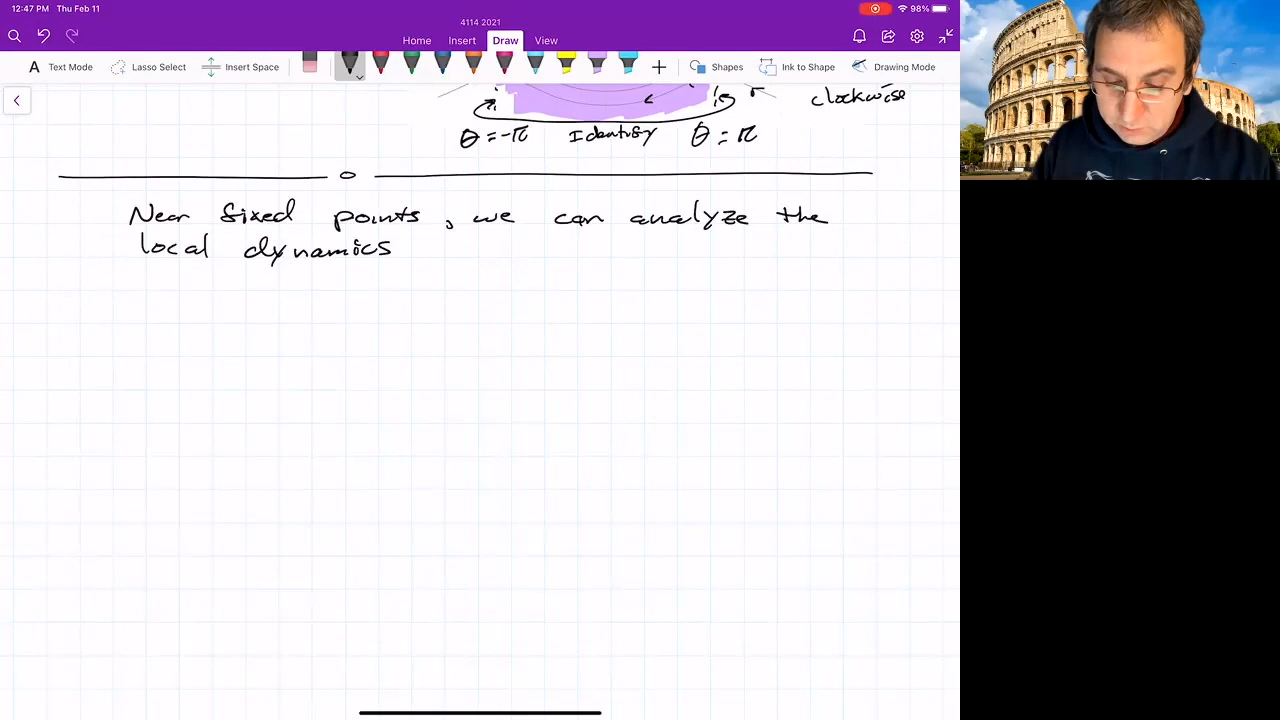 12:47 PM Thu Feb 11
98%
4114 2021
Home Insert Draw View
A Text Mode Lasso Select Insert Space Shapes Ink to Shape Drawing Mode
clockwise
θ = -π Identify θ = π
Near fixed points, we can analyze the
local dynamics